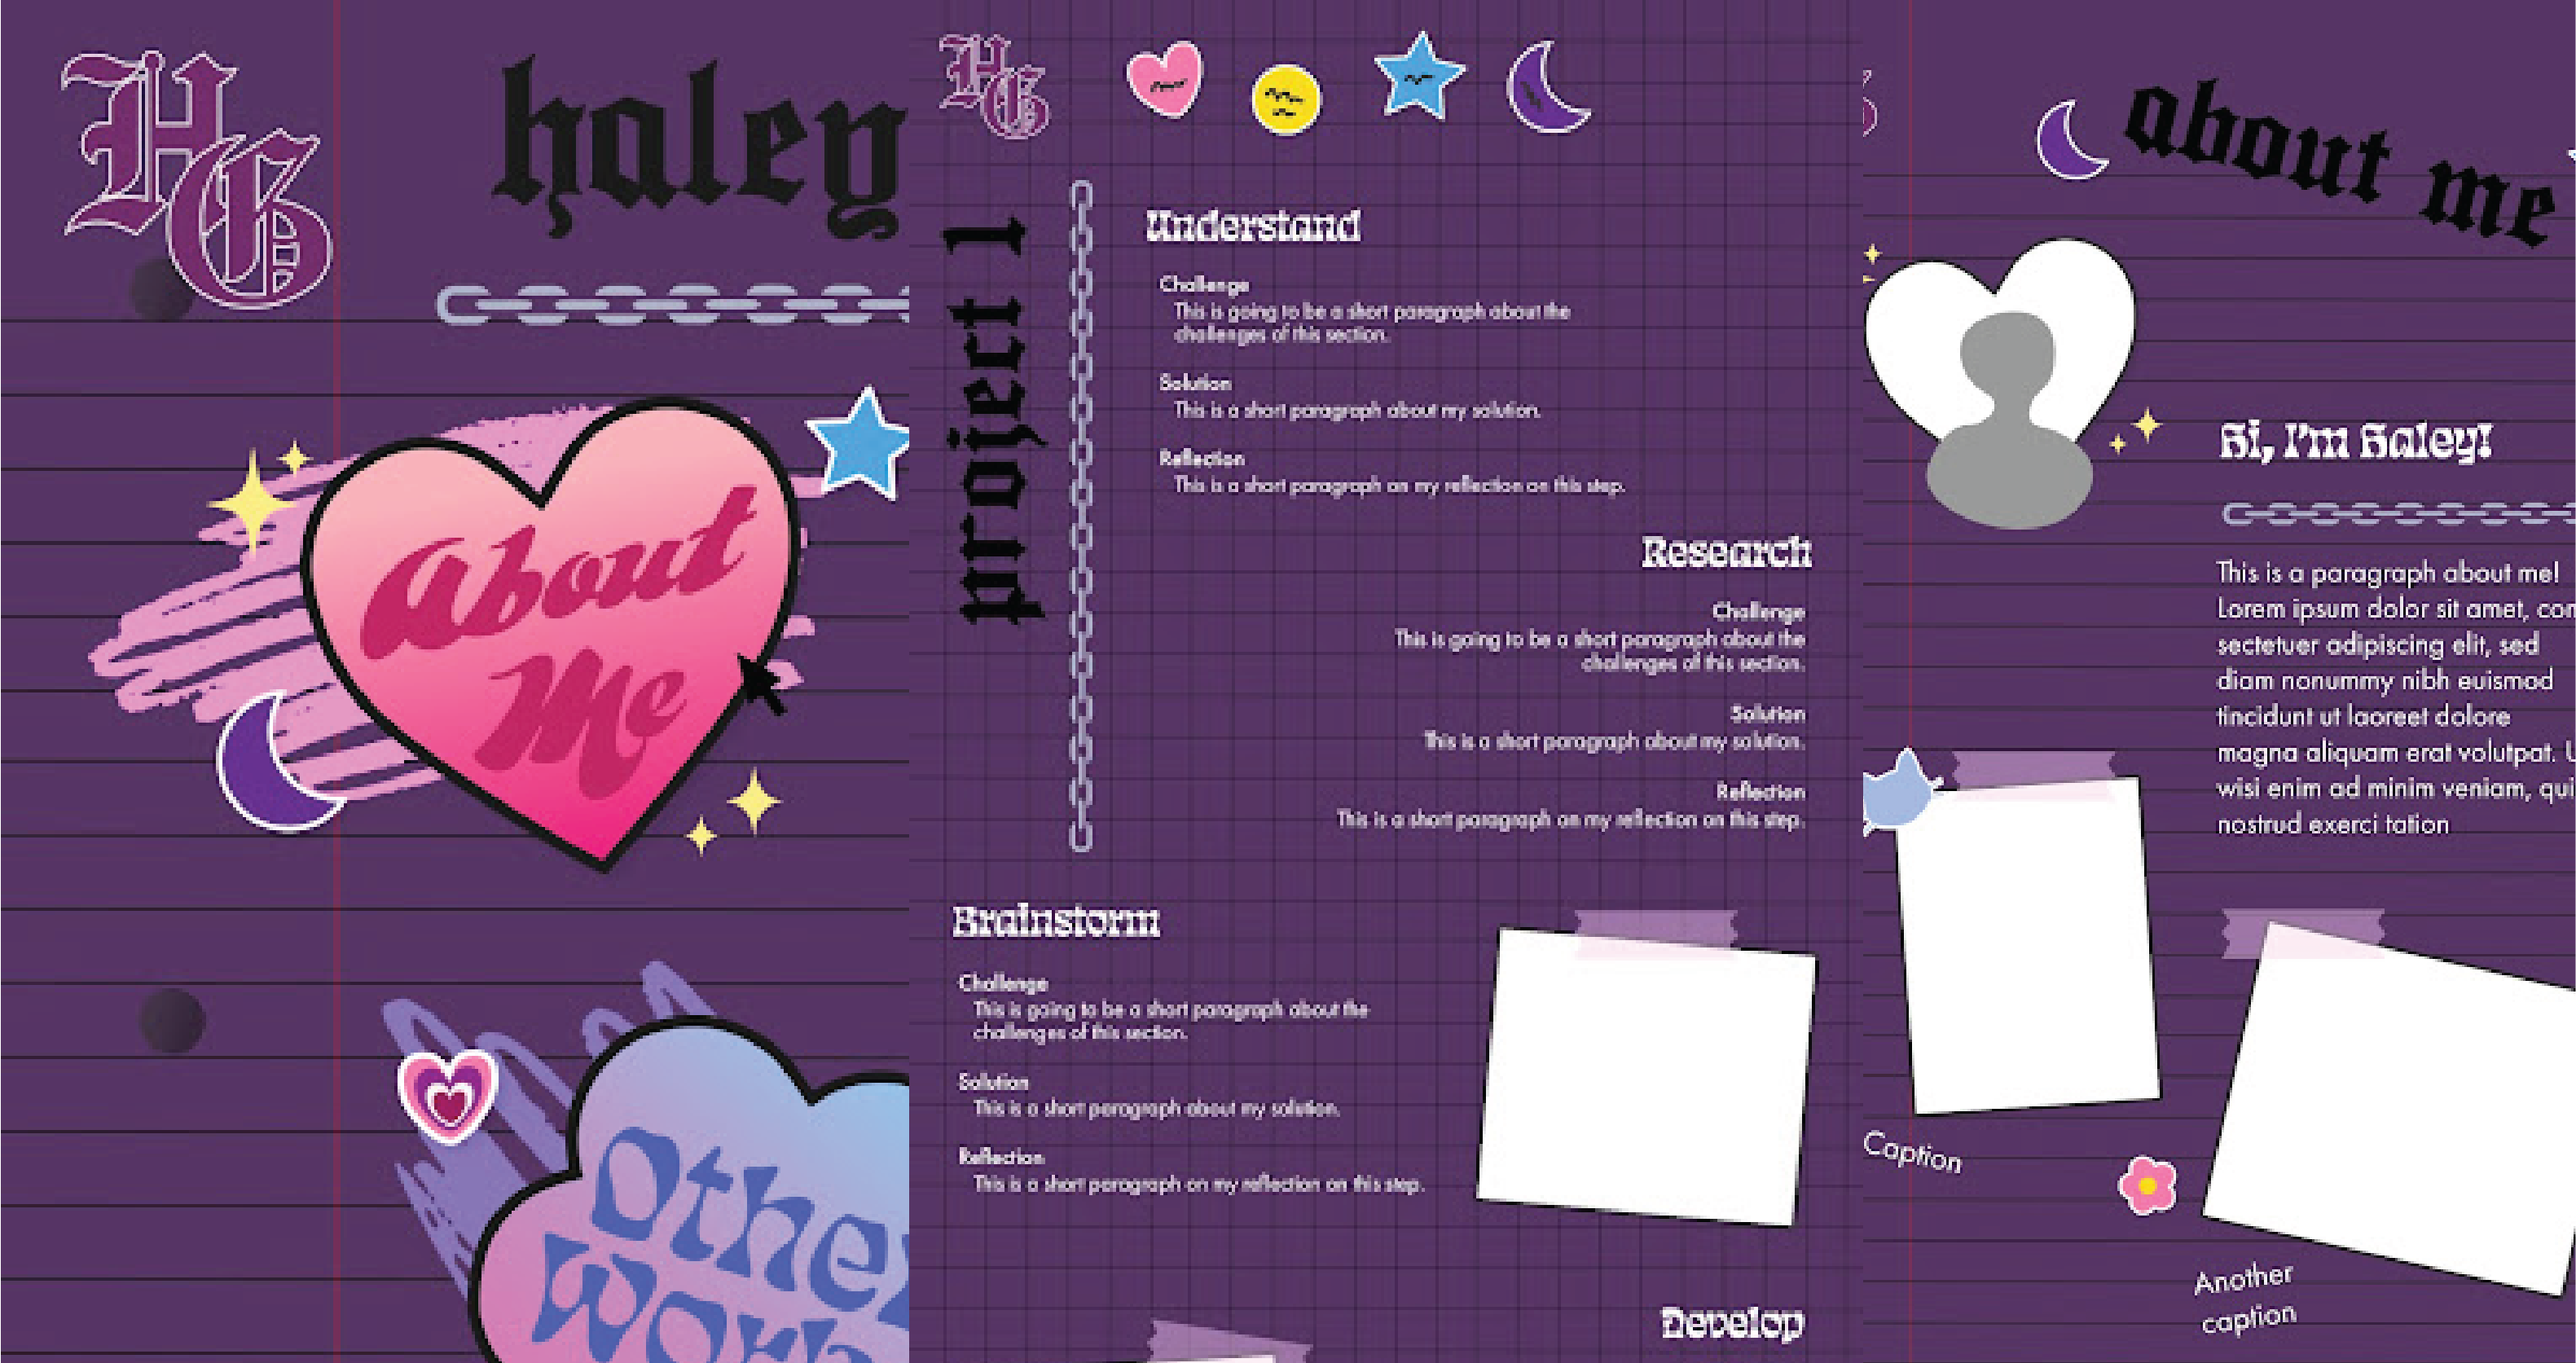 HG
haley
About
Me
Other
Work
HG
project 1
Understand
Challenge
This is going to be a short paragraph about the
challenges of this section.
Solution
This is a short paragraph about my solution.
Reflection
This is a short paragraph on my reflection on this step.
Research
Challenge
This is going to be a short paragraph about the
challenges of this section.
Solution
This is a short paragraph about my solution.
Reflection
This is a short paragraph on my reflection on this step.
Brainstorm
Challenge
This is going to be a short paragraph about the
challenges of this section.
Solution
This is a short paragraph about my solution.
Reflection
This is a short paragraph on my reflection on this step.
Develop
about me
Hi, I'm Haley!
This is a paragraph about me!
Lorem ipsum dolor sit amet, con
sectetuer adipiscing elit, sed
diam nonummy nibh euismod
tincidunt ut laoreet dolore
magna aliquam erat volutpat. U
wisi enim ad minim veniam, qui
nostrud exerci tation
Caption
Another
caption